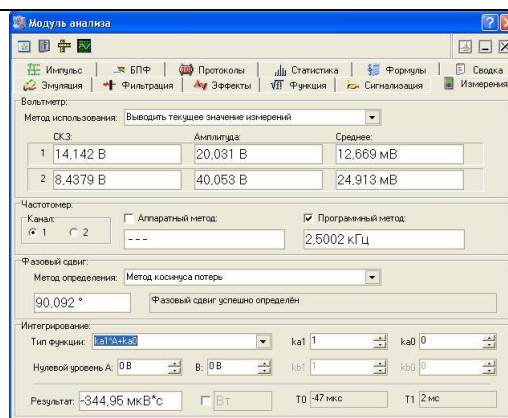 Модуль анализа
Импульс БПФ Протоколы Статистика Формулы Сводка
Эмуляция Фильтрация Эффекты Функция Сигнализация Измерения
Вольтметр:
Метод использования: Выводить текущее значение измерений
СКЗ: Амплитуда: Среднее:
1 14,142 В 20,031 В 12,669 мВ
2 8,4379 В 40,053 В 24,913 мВ
Частотомер:
Канал: Аппаратный метод: Программный метод:
1 2 --- 2,5002 кГц
Фазовый сдвиг:
Метод определения: Метод косинуса потерь
90,092 ° Фазовый сдвиг успешно определён
Интегрирование:
Тип функции: ka1*A+ka0 ka1 1 ka0 0
Нулевой уровень A: 0 В B: 0 В kb1 1 kb0 0
Результат: -344,95 мкВ*с Вт T0 -47 мкс T1 2 мс